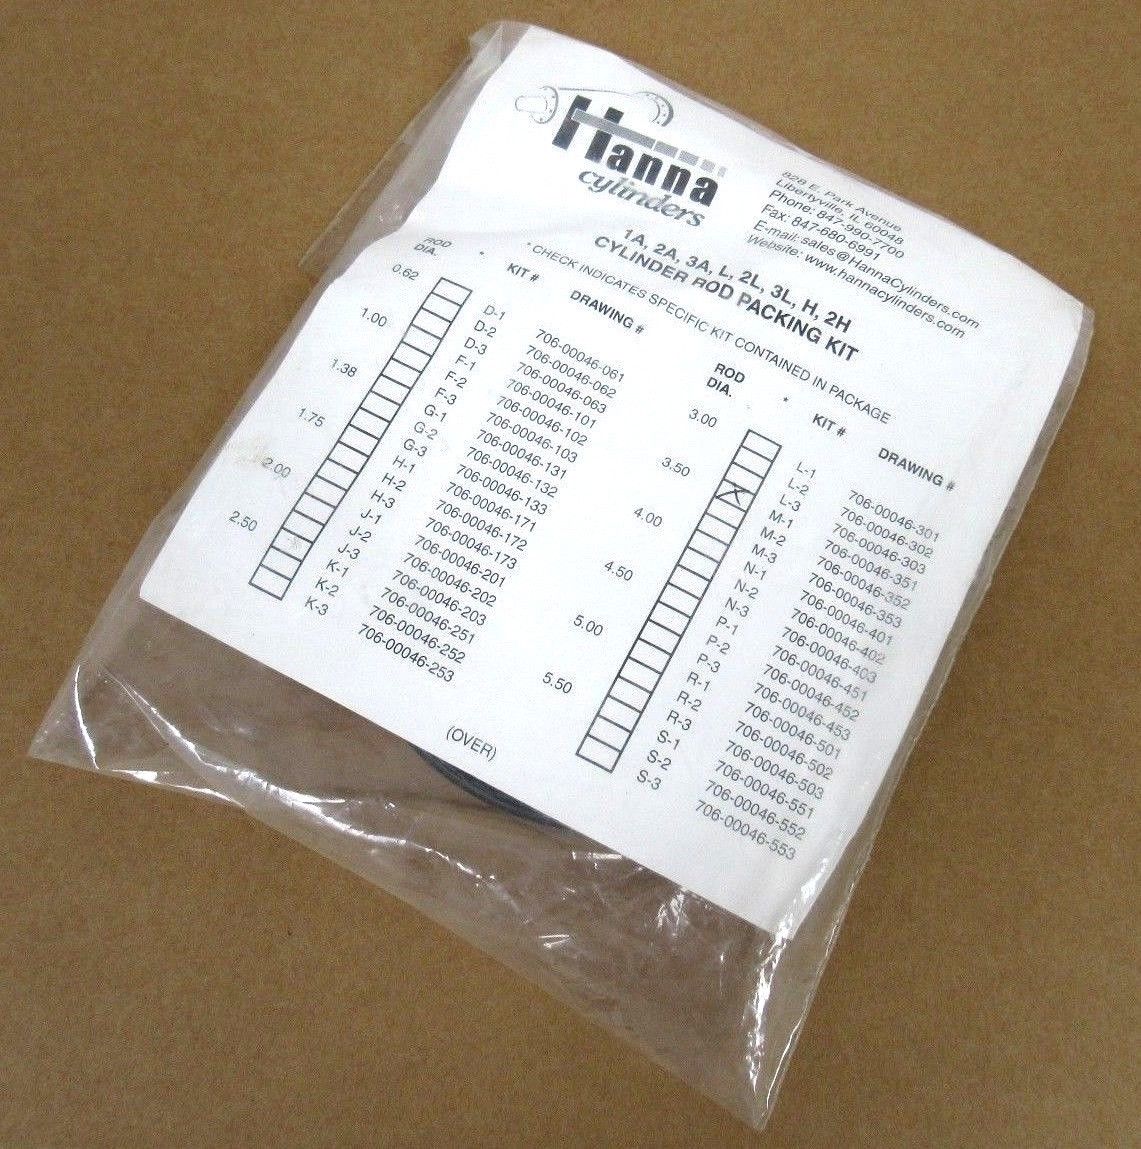 Hanna
cylinders
828 E. Park Avenue
Libertyville, IL 60048
Phone: 847-990-7700
Fax: 847-680-6991
E-mail: sales@HannaCylinders.com
Website: www.hannacylinders.com
1A, 2A, 3A, L, 2L, 3L, H, 2H
CYLINDER ROD PACKING KIT
* CHECK INDICATES SPECIFIC KIT CONTAINED IN PACKAGE
ROD DIA. * KIT # DRAWING #
0.62 D-1 706-00046-061
D-2 706-00046-062
D-3 706-00046-063
1.00 F-1 706-00046-101
F-2 706-00046-102
F-3 706-00046-103
1.38 G-1 706-00046-131
G-2 706-00046-132
G-3 706-00046-133
1.75 H-1 706-00046-171
H-2 706-00046-172
H-3 706-00046-173
2.00 J-1 706-00046-201
J-2 706-00046-202
J-3 706-00046-203
2.50 K-1 706-00046-251
K-2 706-00046-252
K-3 706-00046-253
ROD DIA. * KIT # DRAWING #
3.00 L-1 706-00046-301
L-2 706-00046-302
X L-3 706-00046-303
3.50 M-1 706-00046-351
M-2 706-00046-352
M-3 706-00046-353
4.00 N-1 706-00046-401
N-2 706-00046-402
N-3 706-00046-403
4.50 P-1 706-00046-451
P-2 706-00046-452
P-3 706-00046-453
5.00 R-1 706-00046-501
R-2 706-00046-502
R-3 706-00046-503
5.50 S-1 706-00046-551
S-2 706-00046-552
S-3 706-00046-553
(OVER)